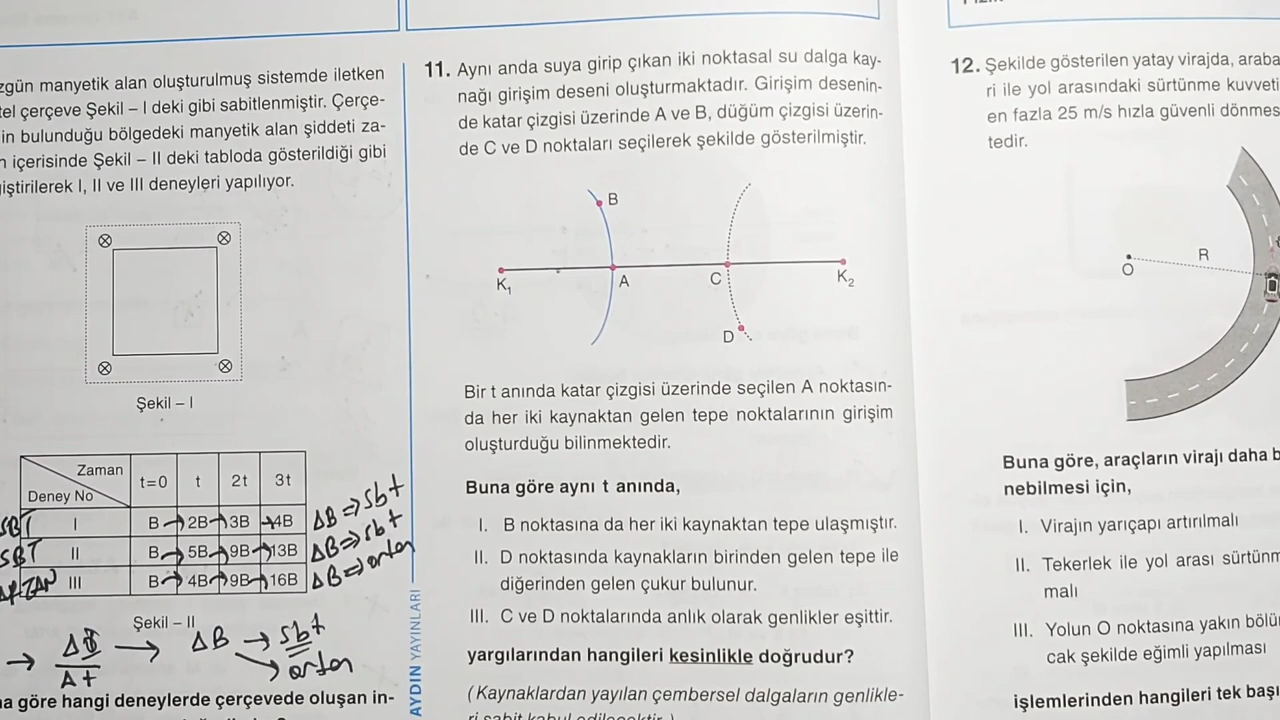 manyetik alan oluşturulmuş sistemde iletken
çerçeve Şekil – I deki gibi sabitlenmiştir. Çerçe-
in bulunduğu bölgedeki manyetik alan şiddeti za-
içerisinde Şekil – II deki tabloda gösterildiği gibi
iştirilerek I, II ve III deneyleri yapılıyor.
Şekil – I
Zaman
Deney No
t=0 t 2t 3t
I B 2B 3B 4B ΔB ⇒ sbt
SBT II B 5B 9B 13B ΔB ⇒ sbt
III B 4B 9B 16B ΔB ⇒ artan
Şekil – II
→ ΔΦ → ΔB → sbt
Δt → artan
göre hangi deneylerde çerçevede oluşan in-
AYDIN YAYINLARI
11. Aynı anda suya girip çıkan iki noktasal su dalga kay-
nağı girişim deseni oluşturmaktadır. Girişim desenin-
de katar çizgisi üzerinde A ve B, düğüm çizgisi üzerin-
de C ve D noktaları seçilerek şekilde gösterilmiştir.
B
K1 A C K2
D
Bir t anında katar çizgisi üzerinde seçilen A noktasın-
da her iki kaynaktan gelen tepe noktalarının girişim
oluşturduğu bilinmektedir.
Buna göre aynı t anında,
I. B noktasına da her iki kaynaktan tepe ulaşmıştır.
II. D noktasında kaynakların birinden gelen tepe ile
diğerinden gelen çukur bulunur.
III. C ve D noktalarında anlık olarak genlikler eşittir.
yargılarından hangileri kesinlikle doğrudur?
(Kaynaklardan yayılan çembersel dalgaların genlikle-
12. Şekilde gösterilen yatay virajda, araba
ri ile yol arasındaki sürtünme kuvveti
en fazla 25 m/s hızla güvenli dönmes
tedir.
O R
Buna göre, araçların virajı daha
nebilmesi için,
I. Virajın yarıçapı artırılmalı
II. Tekerlek ile yol arası sürtünm
malı
III. Yolun O noktasına yakın bölü
cak şekilde eğimli yapılması
işlemlerinden hangileri tek başı